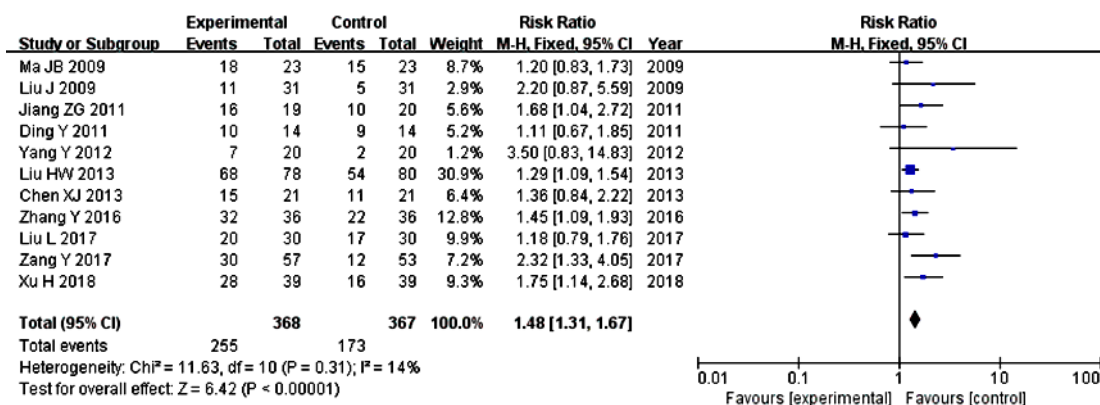 Experimental Control Risk Ratio Risk Ratio
Study or Subgroup Events Total Events Total Weight M-H, Fixed, 95% CI Year M-H, Fixed, 95% CI
Ma JB 2009 18 23 15 23 8.7% 1.20 [0.83, 1.73] 2009
Liu J 2009 11 31 5 31 2.9% 2.20 [0.87, 5.59] 2009
Jiang ZG 2011 16 19 10 20 5.6% 1.68 [1.04, 2.72] 2011
Ding Y 2011 10 14 9 14 5.2% 1.11 [0.67, 1.85] 2011
Yang Y 2012 7 20 2 20 1.2% 3.50 [0.83, 14.83] 2012
Liu HW 2013 68 78 54 80 30.9% 1.29 [1.09, 1.54] 2013
Chen XJ 2013 15 21 11 21 6.4% 1.36 [0.84, 2.22] 2013
Zhang Y 2016 32 36 22 36 12.8% 1.45 [1.09, 1.93] 2016
Liu L 2017 20 30 17 30 9.9% 1.18 [0.79, 1.76] 2017
Zang Y 2017 30 57 12 53 7.2% 2.32 [1.33, 4.05] 2017
Xu H 2018 28 39 16 39 9.3% 1.75 [1.14, 2.68] 2018
Total (95% CI) 368 367 100.0% 1.48 [1.31, 1.67]
Total events 255 173
Heterogeneity: Chi² = 11.63, df = 10 (P = 0.31); I² = 14%
Test for overall effect: Z = 6.42 (P < 0.00001)
0.01 0.1 1 10 100
Favours [experimental] Favours [control]